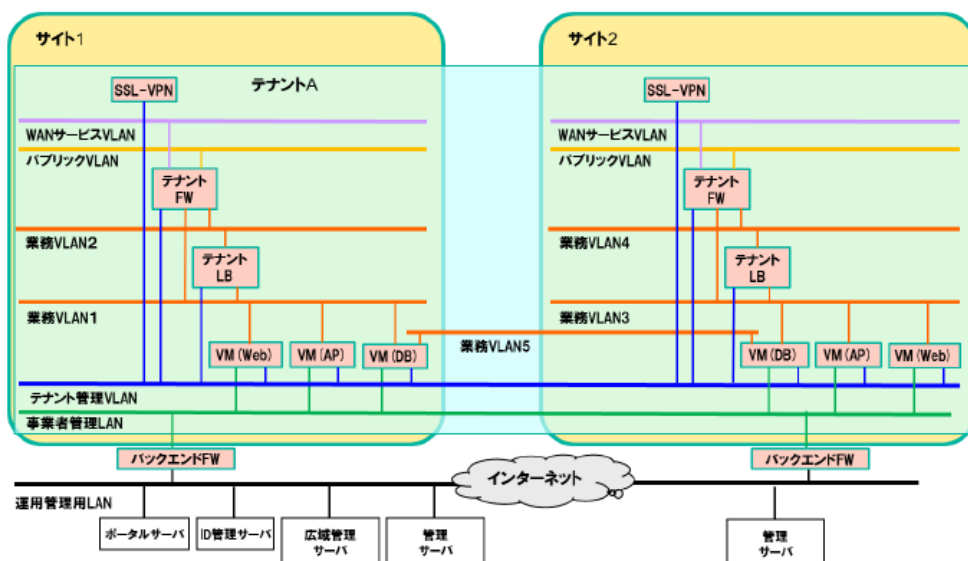 サイト1
サイト2
テナントA
SSL-VPN
SSL-VPN
WANサービスVLAN
WANサービスVLAN
パブリックVLAN
パブリックVLAN
テナント
FW
テナント
FW
業務VLAN2
業務VLAN4
テナント
LB
テナント
LB
業務VLAN1
業務VLAN3
業務VLAN5
VM(Web)
VM(AP)
VM(DB)
VM(DB)
VM(AP)
VM(Web)
テナント管理VLAN
事業者管理LAN
バックエンドFW
バックエンドFW
インターネット
運用管理用LAN
ポータルサーバ
ID管理サーバ
広域管理
サーバ
管理
サーバ
管理
サーバ